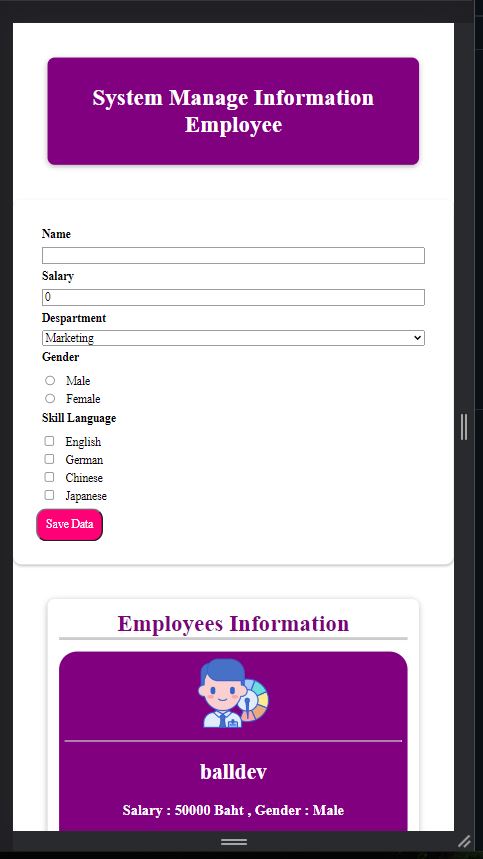 System Manage Information
Employee
Name
Salary
0
Despartment
Marketing
Gender
Male
Female
Skill Language
English
German
Chinese
Japanese
Save Data
Employees Information
balldev
Salary : 50000 Baht , Gender : Male